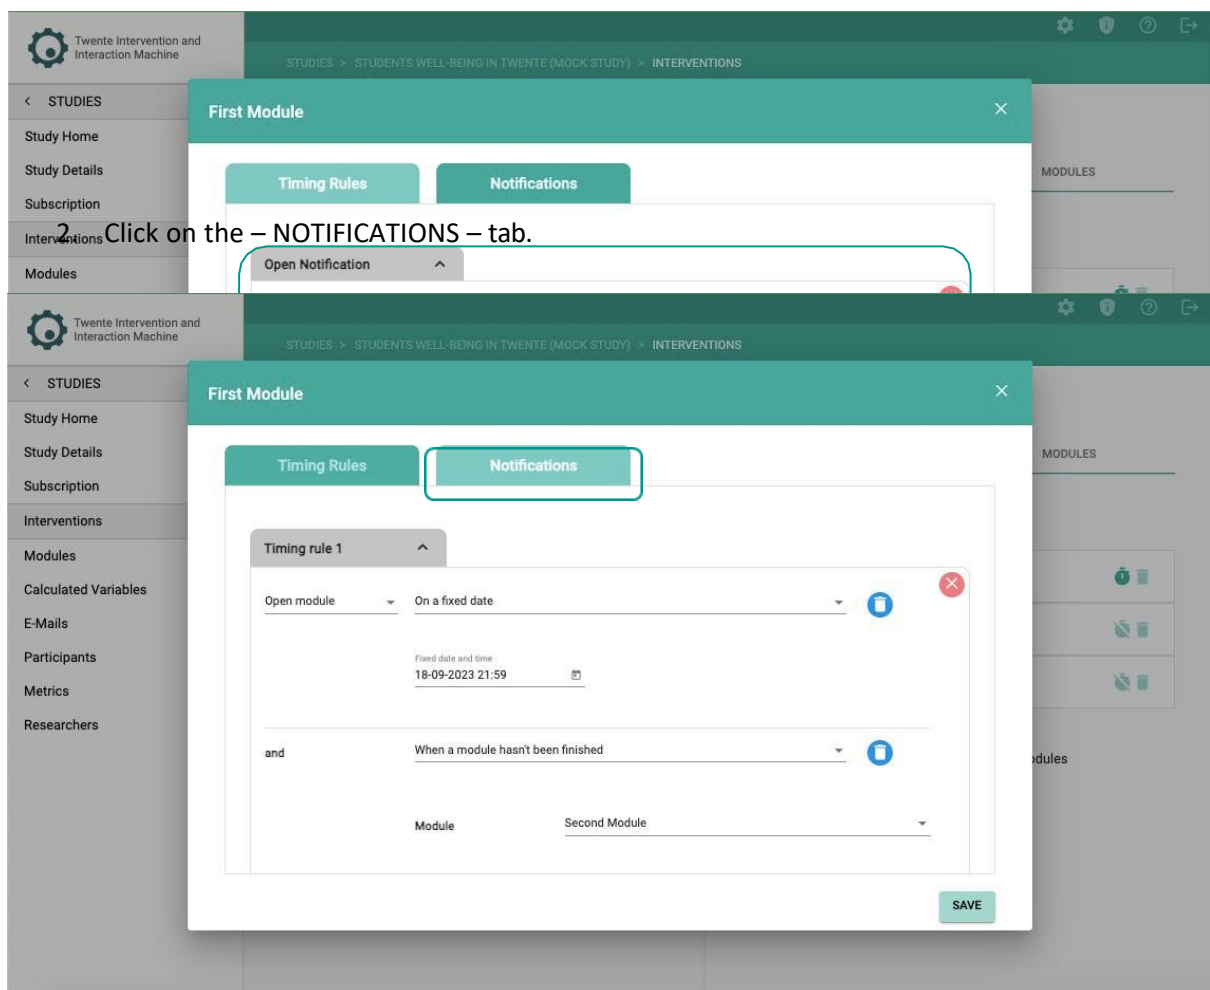 Twente Intervention and
Interaction Machine
STUDIES > STUDENTS WELL-BEING IN TWENTE (MOCK STUDY) > INTERVENTIONS
< STUDIES
First Module
Study Home
Study Details
Timing Rules Notifications
MODULES
Subscription
2. Click on the – NOTIFICATIONS – tab.
Interventions
Open Notification
Modules
Twente Intervention and
Interaction Machine
STUDIES > STUDENTS WELL-BEING IN TWENTE (MOCK STUDY) > INTERVENTIONS
< STUDIES
First Module
Study Home
Study Details
Timing Rules Notifications
MODULES
Subscription
Interventions
Timing rule 1
Modules
Calculated Variables
Open module On a fixed date
E-Mails
Participants
Fixed date and time
18-09-2023 21:59
Metrics
Researchers
and When a module hasn't been finished
odules
Module Second Module
SAVE